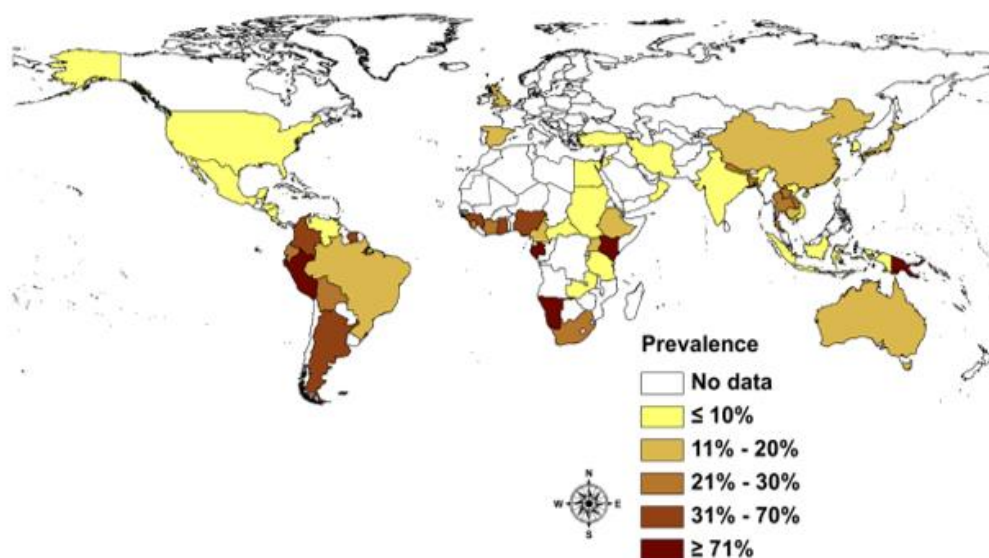 Prevalence
No data
≤ 10%
11% - 20%
21% - 30%
31% - 70%
≥ 71%
N
W E
S